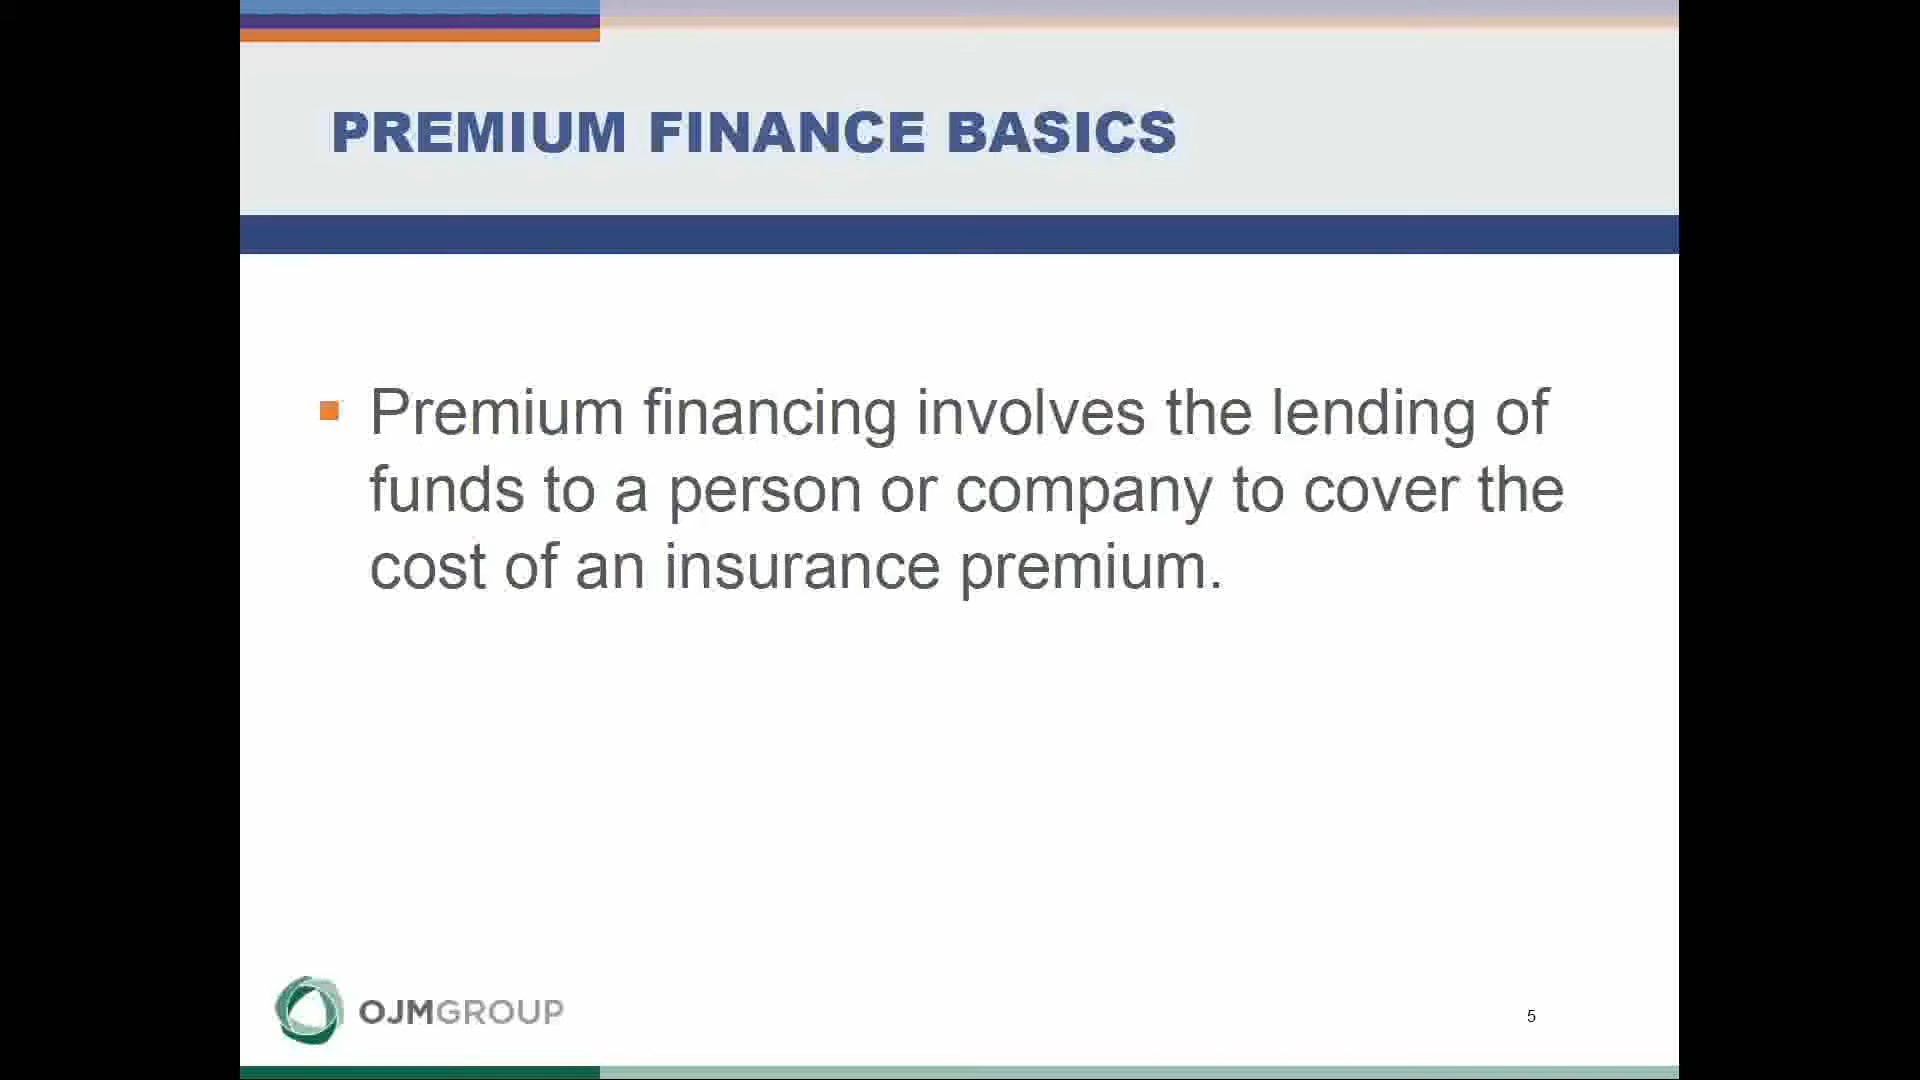 PREMIUM FINANCE BASICS
Premium financing involves the lending of
funds to a person or company to cover the
cost of an insurance premium.
OJMGROUP
5